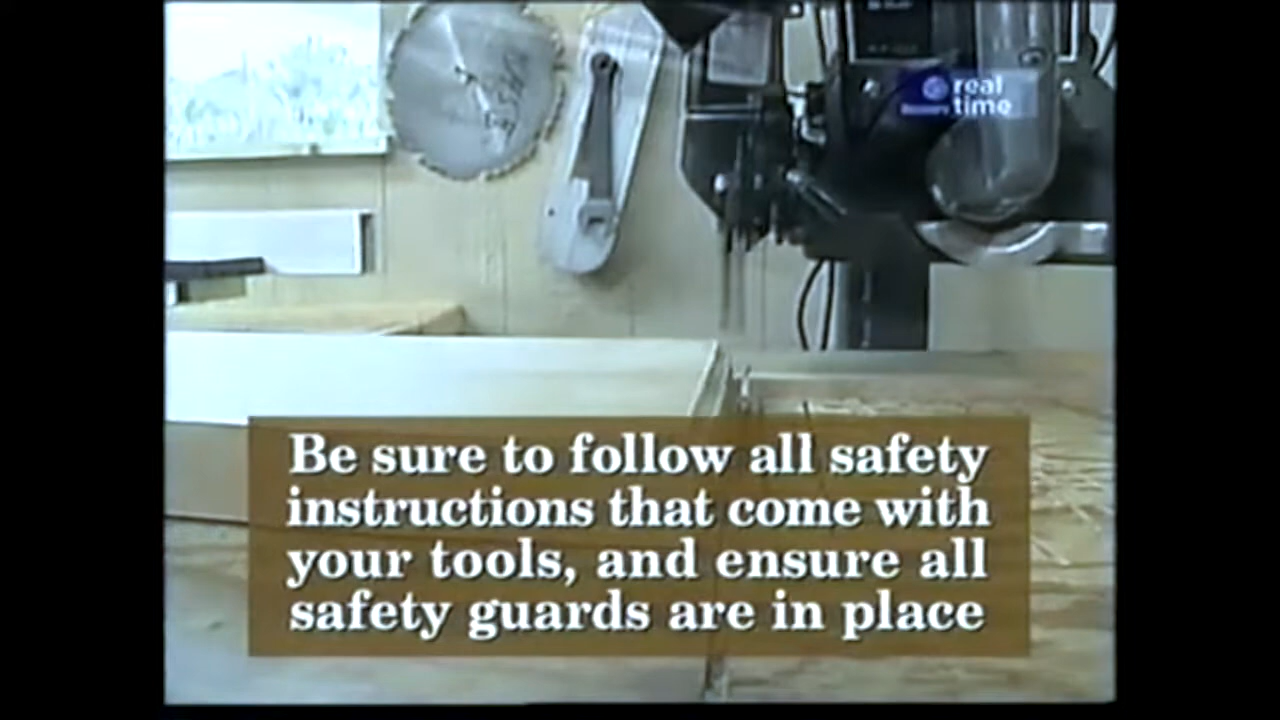 real
time
Be sure to follow all safety
instructions that come with
your tools, and ensure all
safety guards are in place